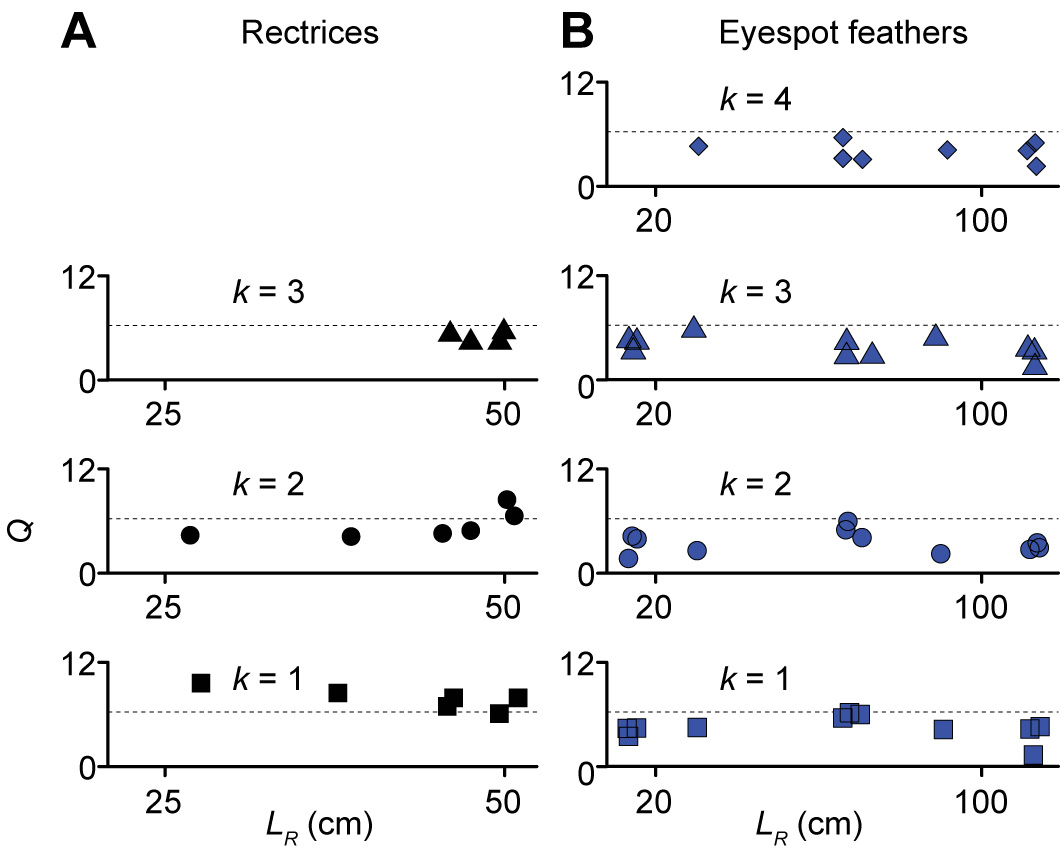 A Rectrices
B Eyespot feathers
12
k = 4
0
20 100
12
k = 3
0
25 50
12
k = 3
0
20 100
12
k = 2
0
25 50
12
k = 2
0
20 100
Q
12
k = 1
0
25 50
L_R (cm)
12
k = 1
0
20 100
L_R (cm)